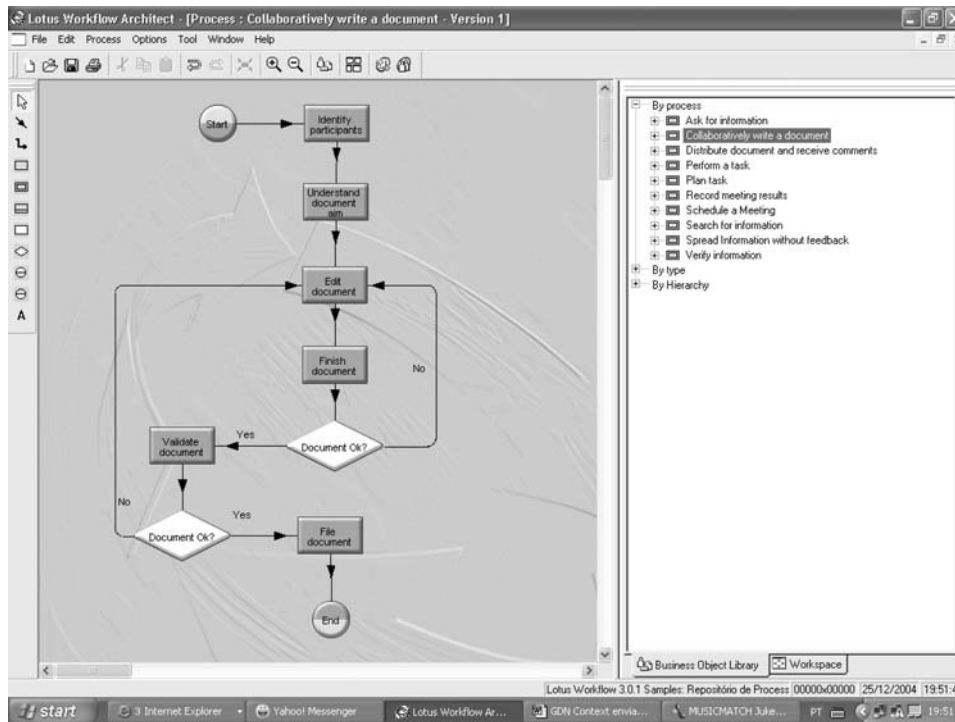 Lotus Workflow Architect - [Process : Collaboratively write a document - Version 1]
File Edit Process Options Tool Window Help
A
Start
Identify
participants
Understand
document
aim
Edit
document
Finish
document
No
Document Ok?
Yes
Validate
document
No
Document Ok?
Yes
File
document
End
By process
Ask for information
Collaboratively write a document
Distribute document and receive comments
Perform a task
Plan task
Record meeting results
Schedule a Meeting
Search for information
Spread Information without feedback
Verify information
By type
By Hierarchy
Business Object Library Workspace
Lotus Workflow 3.0.1 Samples: Repositório de Process 00000x00000 25/12/2004 19:51:4
start 3 Internet Explorer Yahoo! Messenger Lotus Workflow Ar... GDN Context envia... MUSICMATCH Juke... PT 19:51